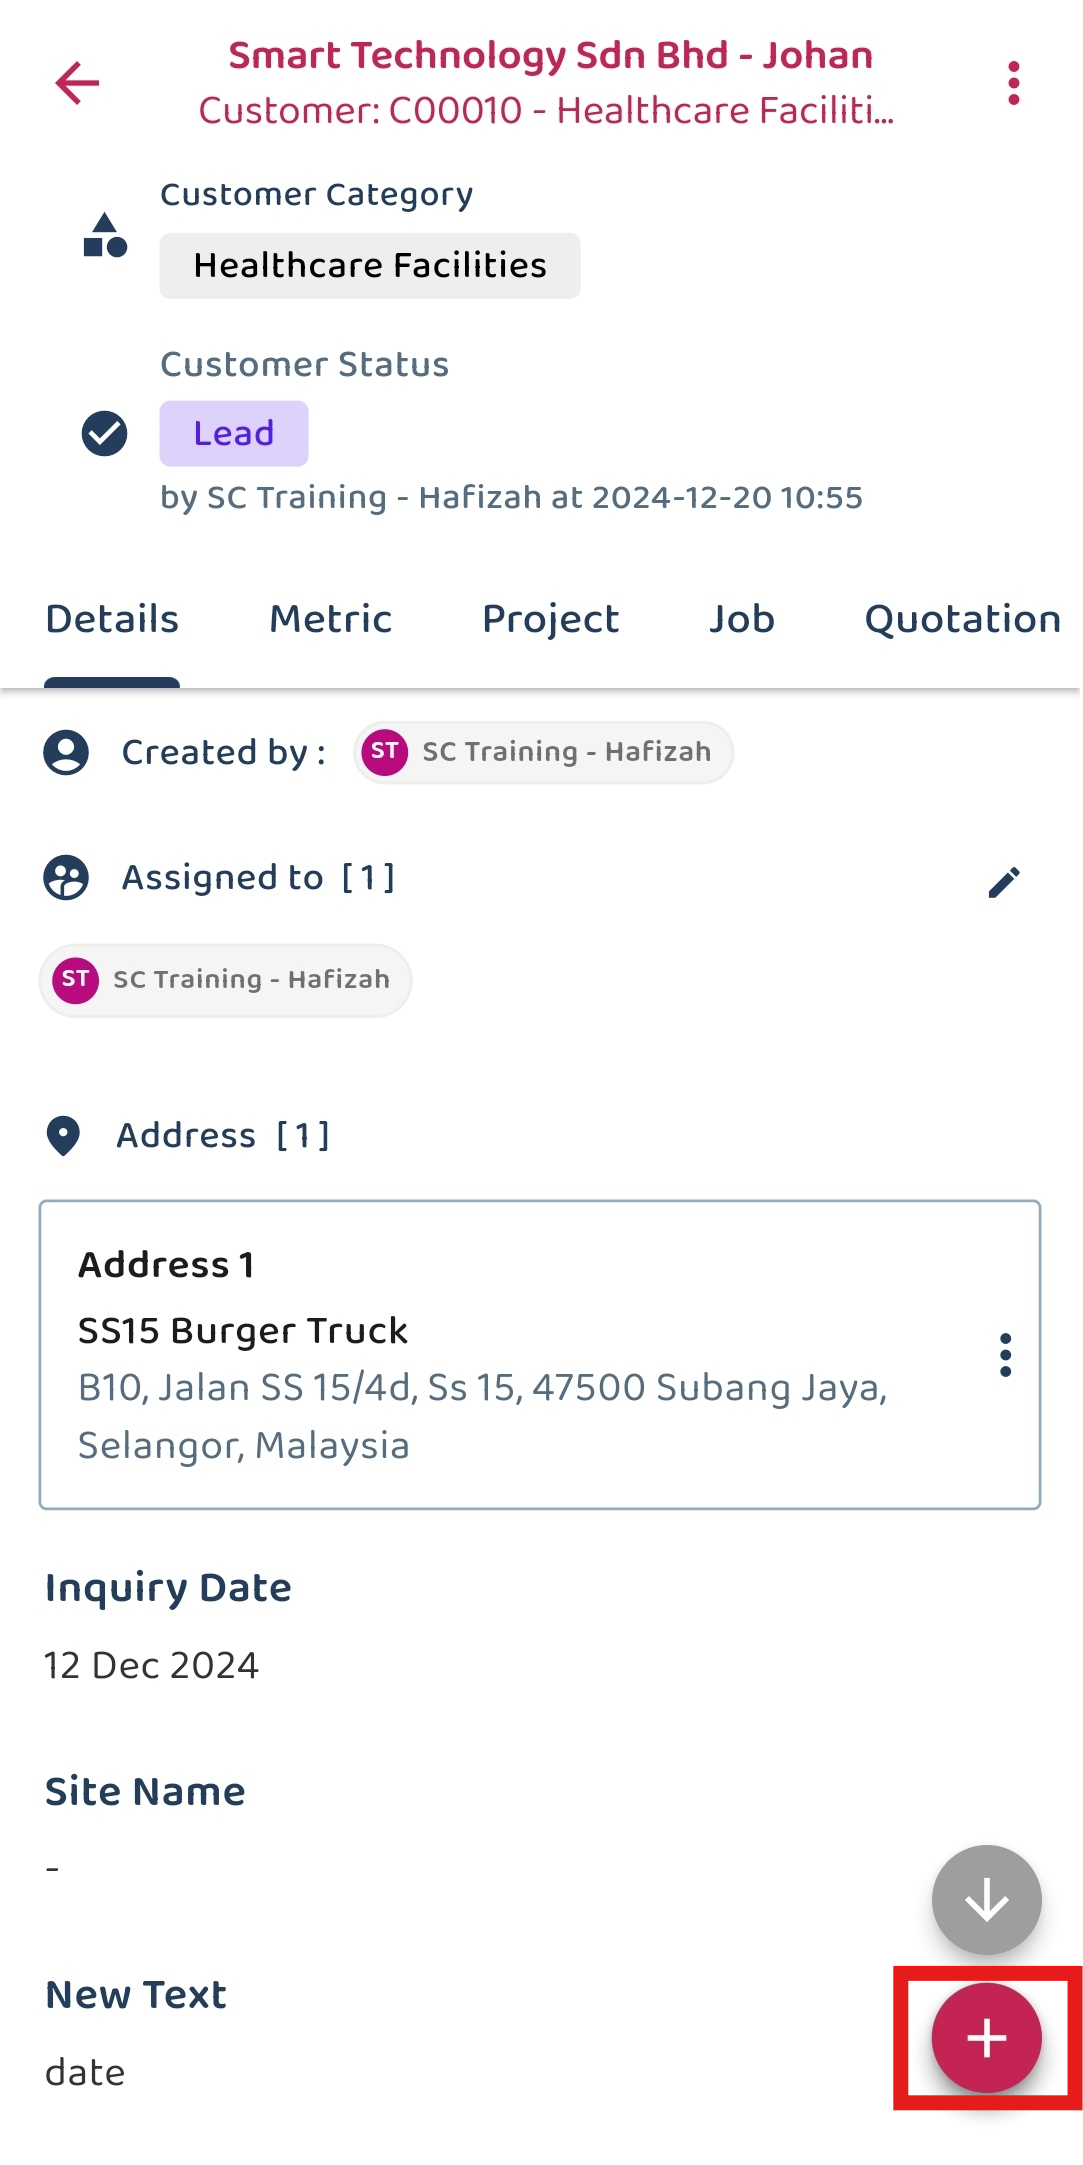 Smart Technology Sdn Bhd - Johan
Customer: C00010 - Healthcare Faciliti...
Customer Category
Healthcare Facilities
Customer Status
Lead
by SC Training - Hafizah at 2024-12-20 10:55
Details Metric Project Job Quotation
Created by : ST SC Training - Hafizah
Assigned to [ 1 ]
ST SC Training - Hafizah
Address [ 1 ]
Address 1
SS15 Burger Truck
B10, Jalan SS 15/4d, Ss 15, 47500 Subang Jaya,
Selangor, Malaysia
Inquiry Date
12 Dec 2024
Site Name
-
New Text
date